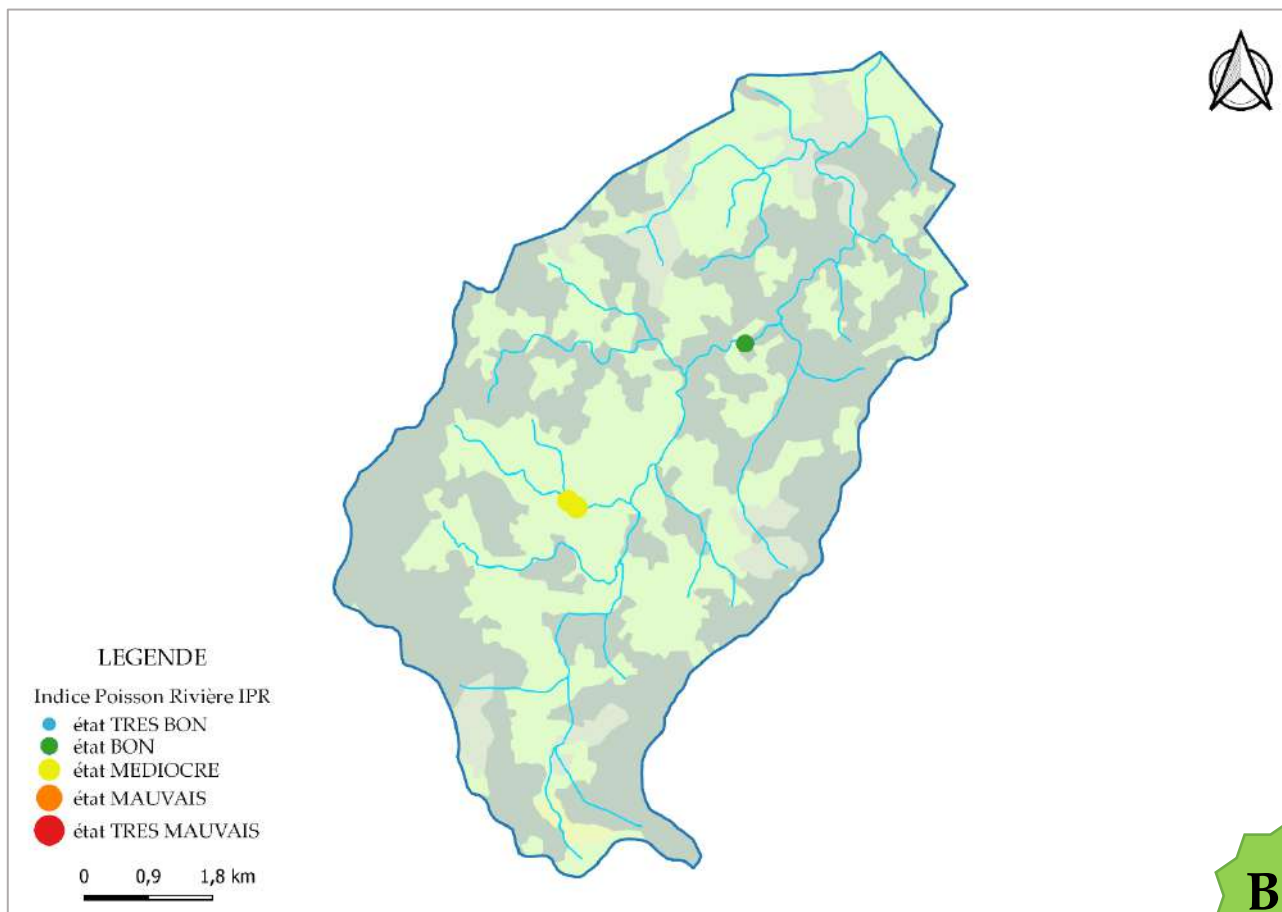 LEGENDE
Indice Poisson Rivière IPR
état TRES BON
état BON
état MEDIOCRE
état MAUVAIS
état TRES MAUVAIS
0 0,9 1,8 km
B